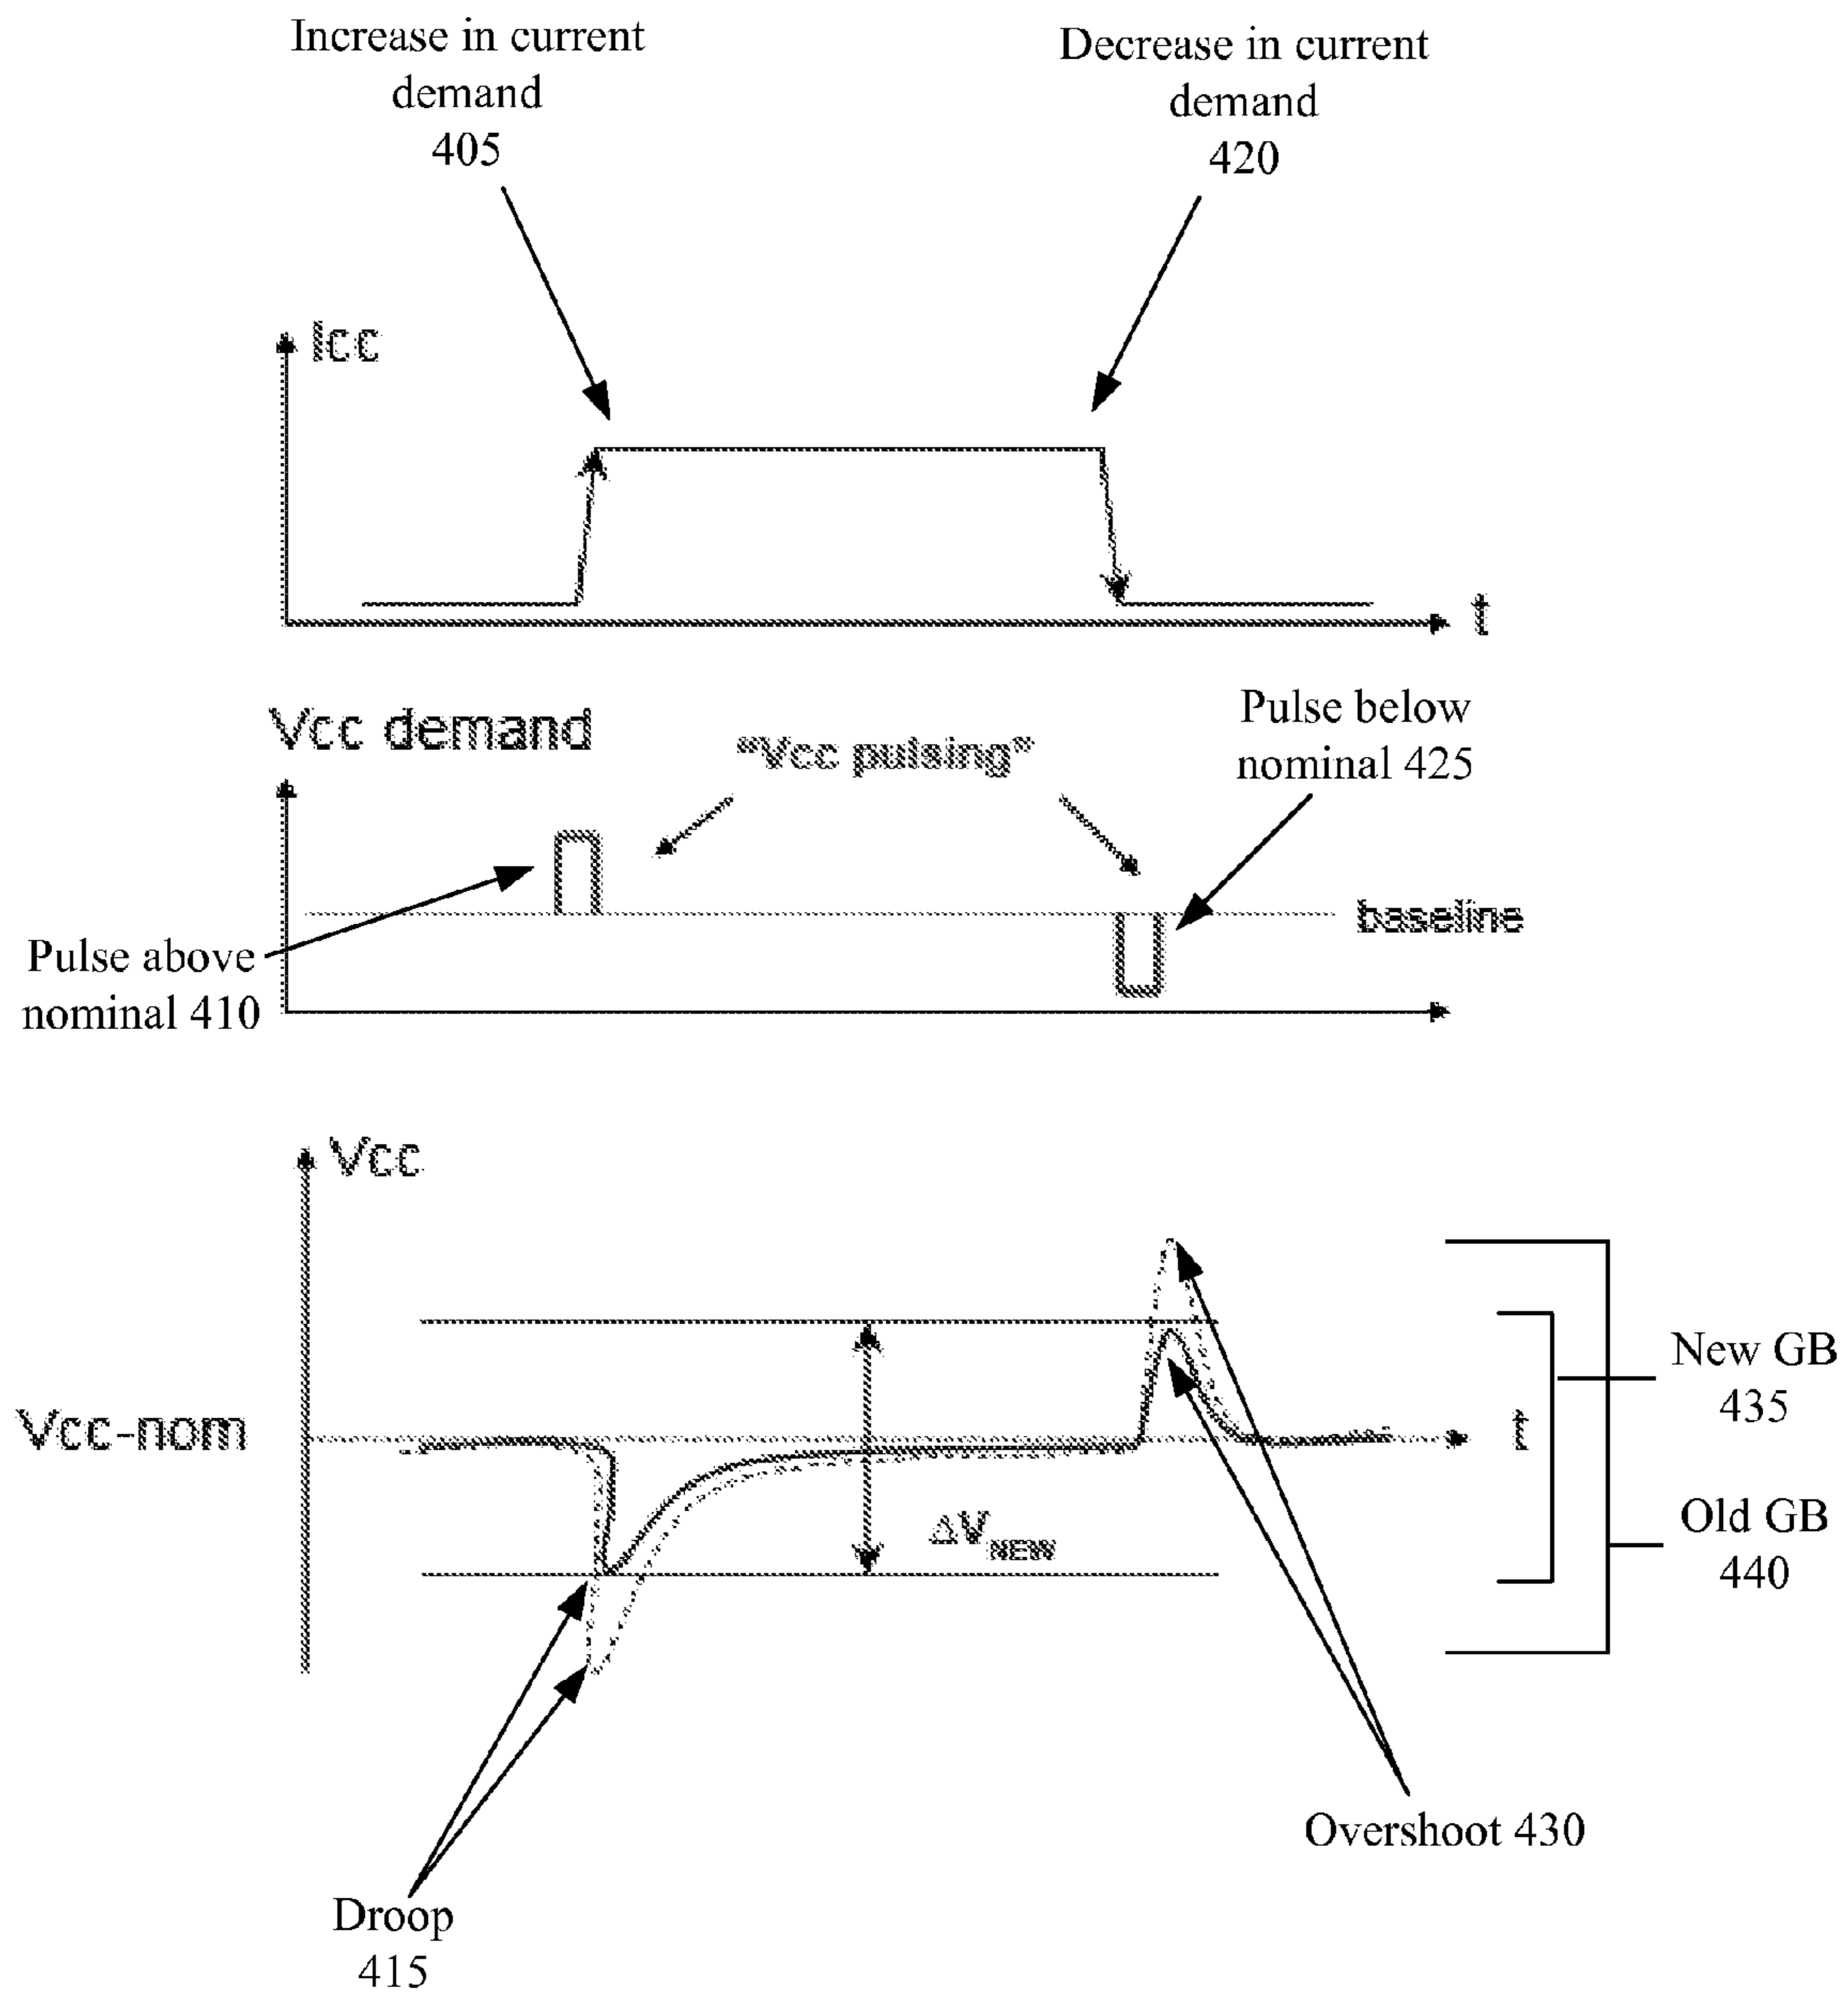 Increase in current
demand
405
Decrease in current
demand
420
Icc
t
Vcc demand
"Vcc pulsing"
Pulse below
nominal 425
baseline
Pulse above
nominal 410
Vcc
New GB
435
Vcc-nom
t
Old GB
440
ΔVNEW
Overshoot 430
Droop
415